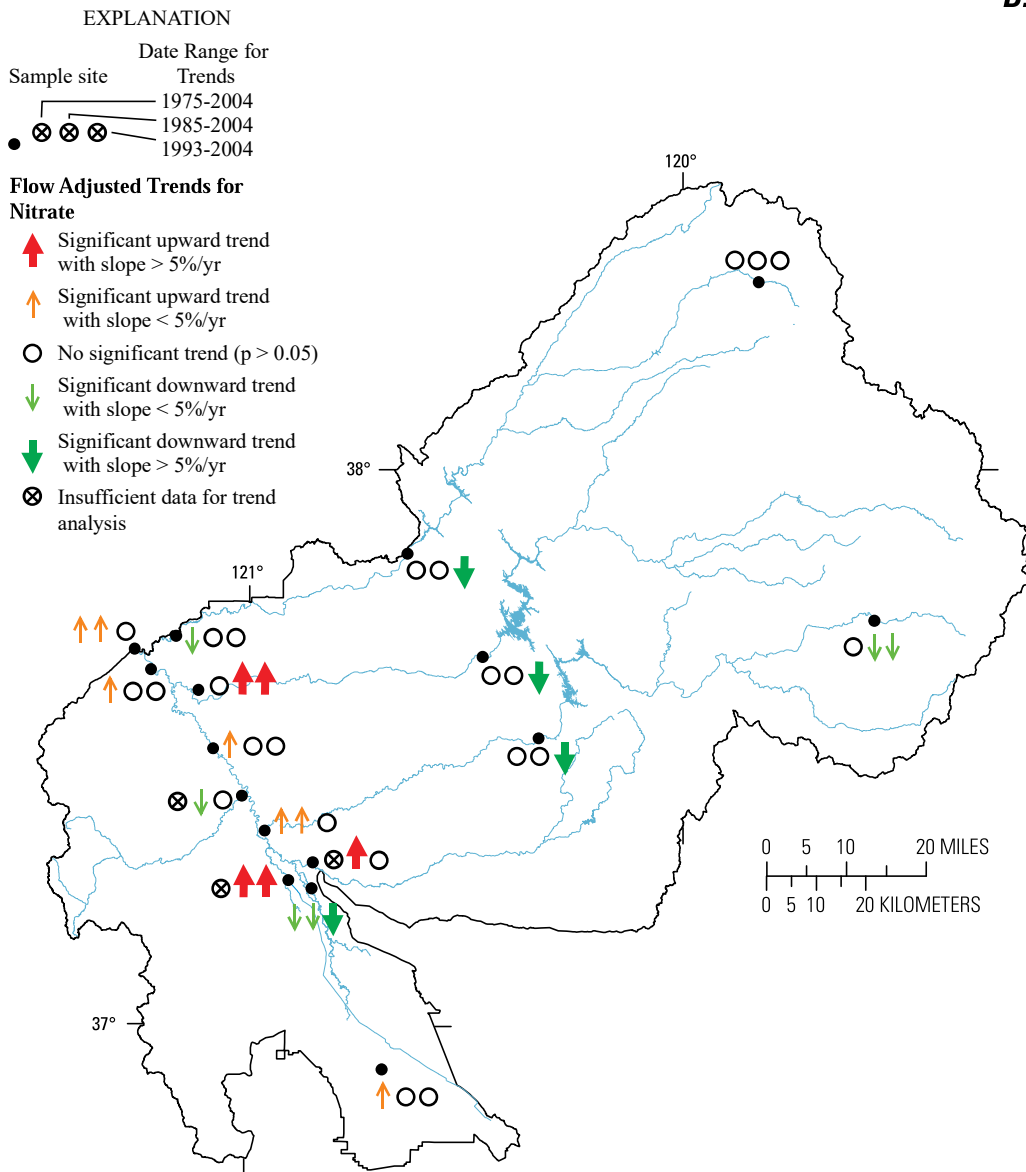 EXPLANATION
Date Range for
Sample site Trends
1975-2004
1985-2004
1993-2004
Flow Adjusted Trends for
Nitrate
Significant upward trend
with slope > 5%/yr
Significant upward trend
with slope < 5%/yr
No significant trend (p > 0.05)
Significant downward trend
with slope < 5%/yr
Significant downward trend
with slope > 5%/yr
Insufficient data for trend
analysis
120°
38°
121°
37°
0 5 10 20 MILES
0 5 10 20 KILOMETERS